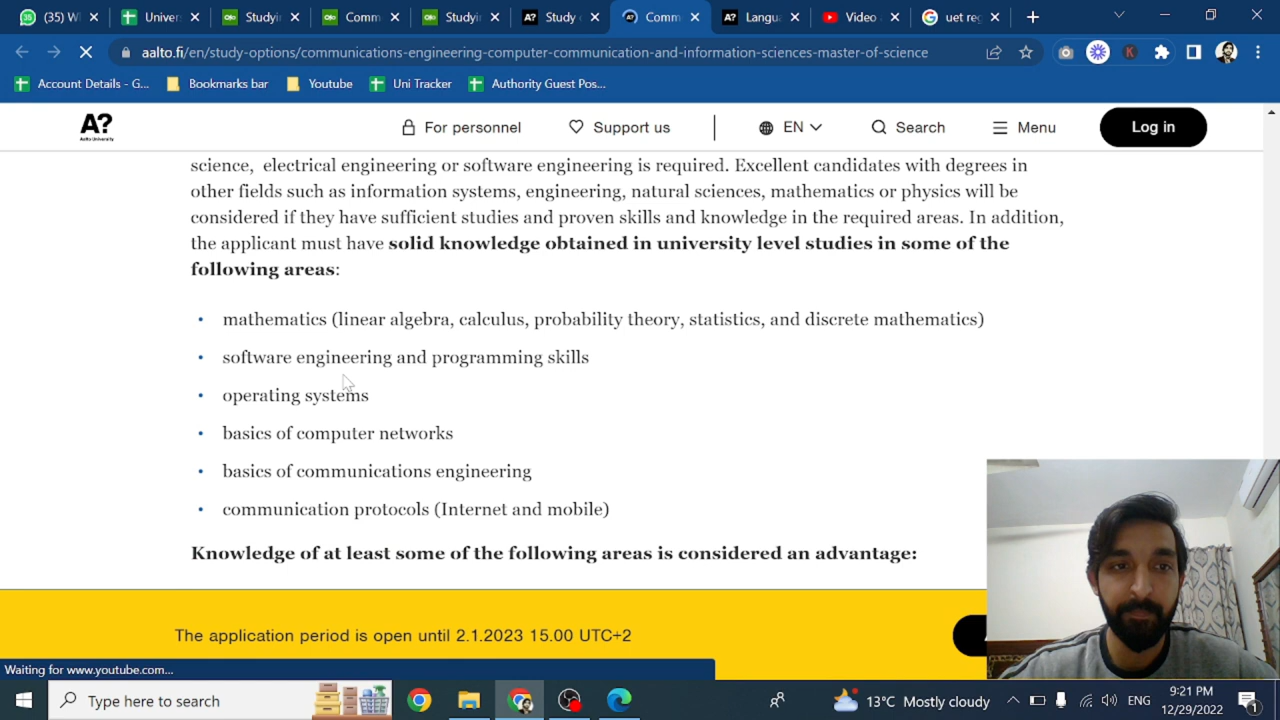 (35) W
Univer
Studyin
Comm
Studyin
A?
Study
A?
Comm
A?
Langua
Video
uet reg
aalto.fi/en/study-options/communications-engineering-computer-communication-and-information-sciences-master-of-science
Account Details - G...
Bookmarks bar
Youtube
Uni Tracker
Authority Guest Pos...
A?
Aalto University
For personnel
Support us
EN
Search
Menu
Log in
science, electrical engineering or software engineering is required. Excellent candidates with degrees in
other fields such as information systems, engineering, natural sciences, mathematics or physics will be
considered if they have sufficient studies and proven skills and knowledge in the required areas. In addition,
the applicant must have solid knowledge obtained in university level studies in some of the
following areas:
• mathematics (linear algebra, calculus, probability theory, statistics, and discrete mathematics)
• software engineering and programming skills
• operating systems
• basics of computer networks
• basics of communications engineering
• communication protocols (Internet and mobile)
Knowledge of at least some of the following areas is considered an advantage:
The application period is open until 2.1.2023 15.00 UTC+2
Waiting for www.youtube.com...
Type here to search
13°C Mostly cloudy
ENG
9:21 PM
12/29/2022
1